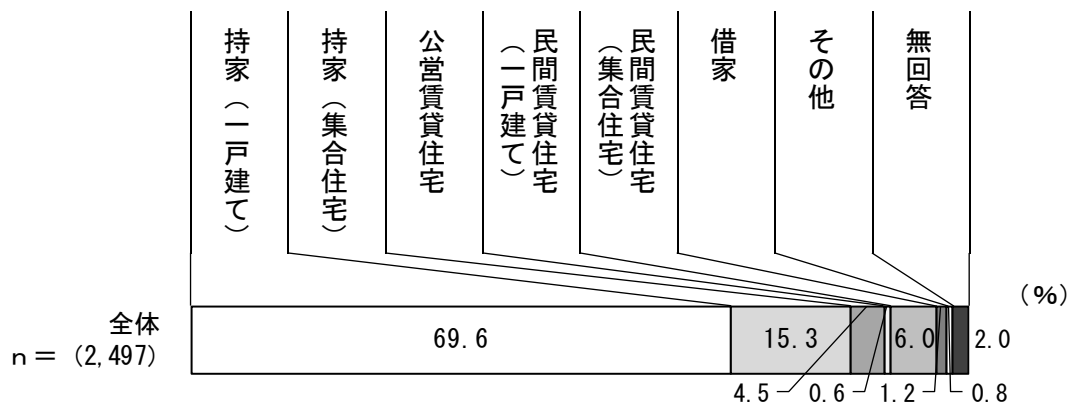 持家（一戸建て）
持家（集合住宅）
公営賃貸住宅
民間賃貸住宅
（一戸建て）
民間賃貸住宅
（集合住宅）
借家
その他
無回答
（％）
全体
ｎ＝（2,497）
69.6
15.3
6.0
2.0
4.5
0.6
1.2
0.8